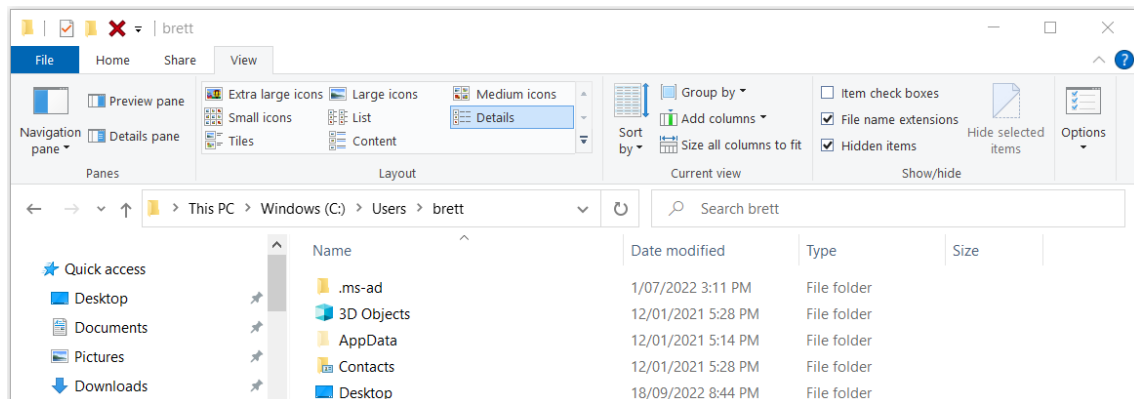 brett
File Home Share View
Navigation pane
Preview pane
Details pane
Panes
Extra large icons Large icons Medium icons
Small icons List Details
Tiles Content
Layout
Sort by
Group by
Add columns
Size all columns to fit
Current view
Item check boxes
File name extensions
Hidden items
Hide selected items
Show/hide
Options
This PC > Windows (C:) > Users > brett
Search brett
Quick access
Desktop
Documents
Pictures
Downloads
Name Date modified Type Size
.ms-ad 1/07/2022 3:11 PM File folder
3D Objects 12/01/2021 5:28 PM File folder
AppData 12/01/2021 5:14 PM File folder
Contacts 12/01/2021 5:28 PM File folder
Desktop 18/09/2022 8:44 PM File folder